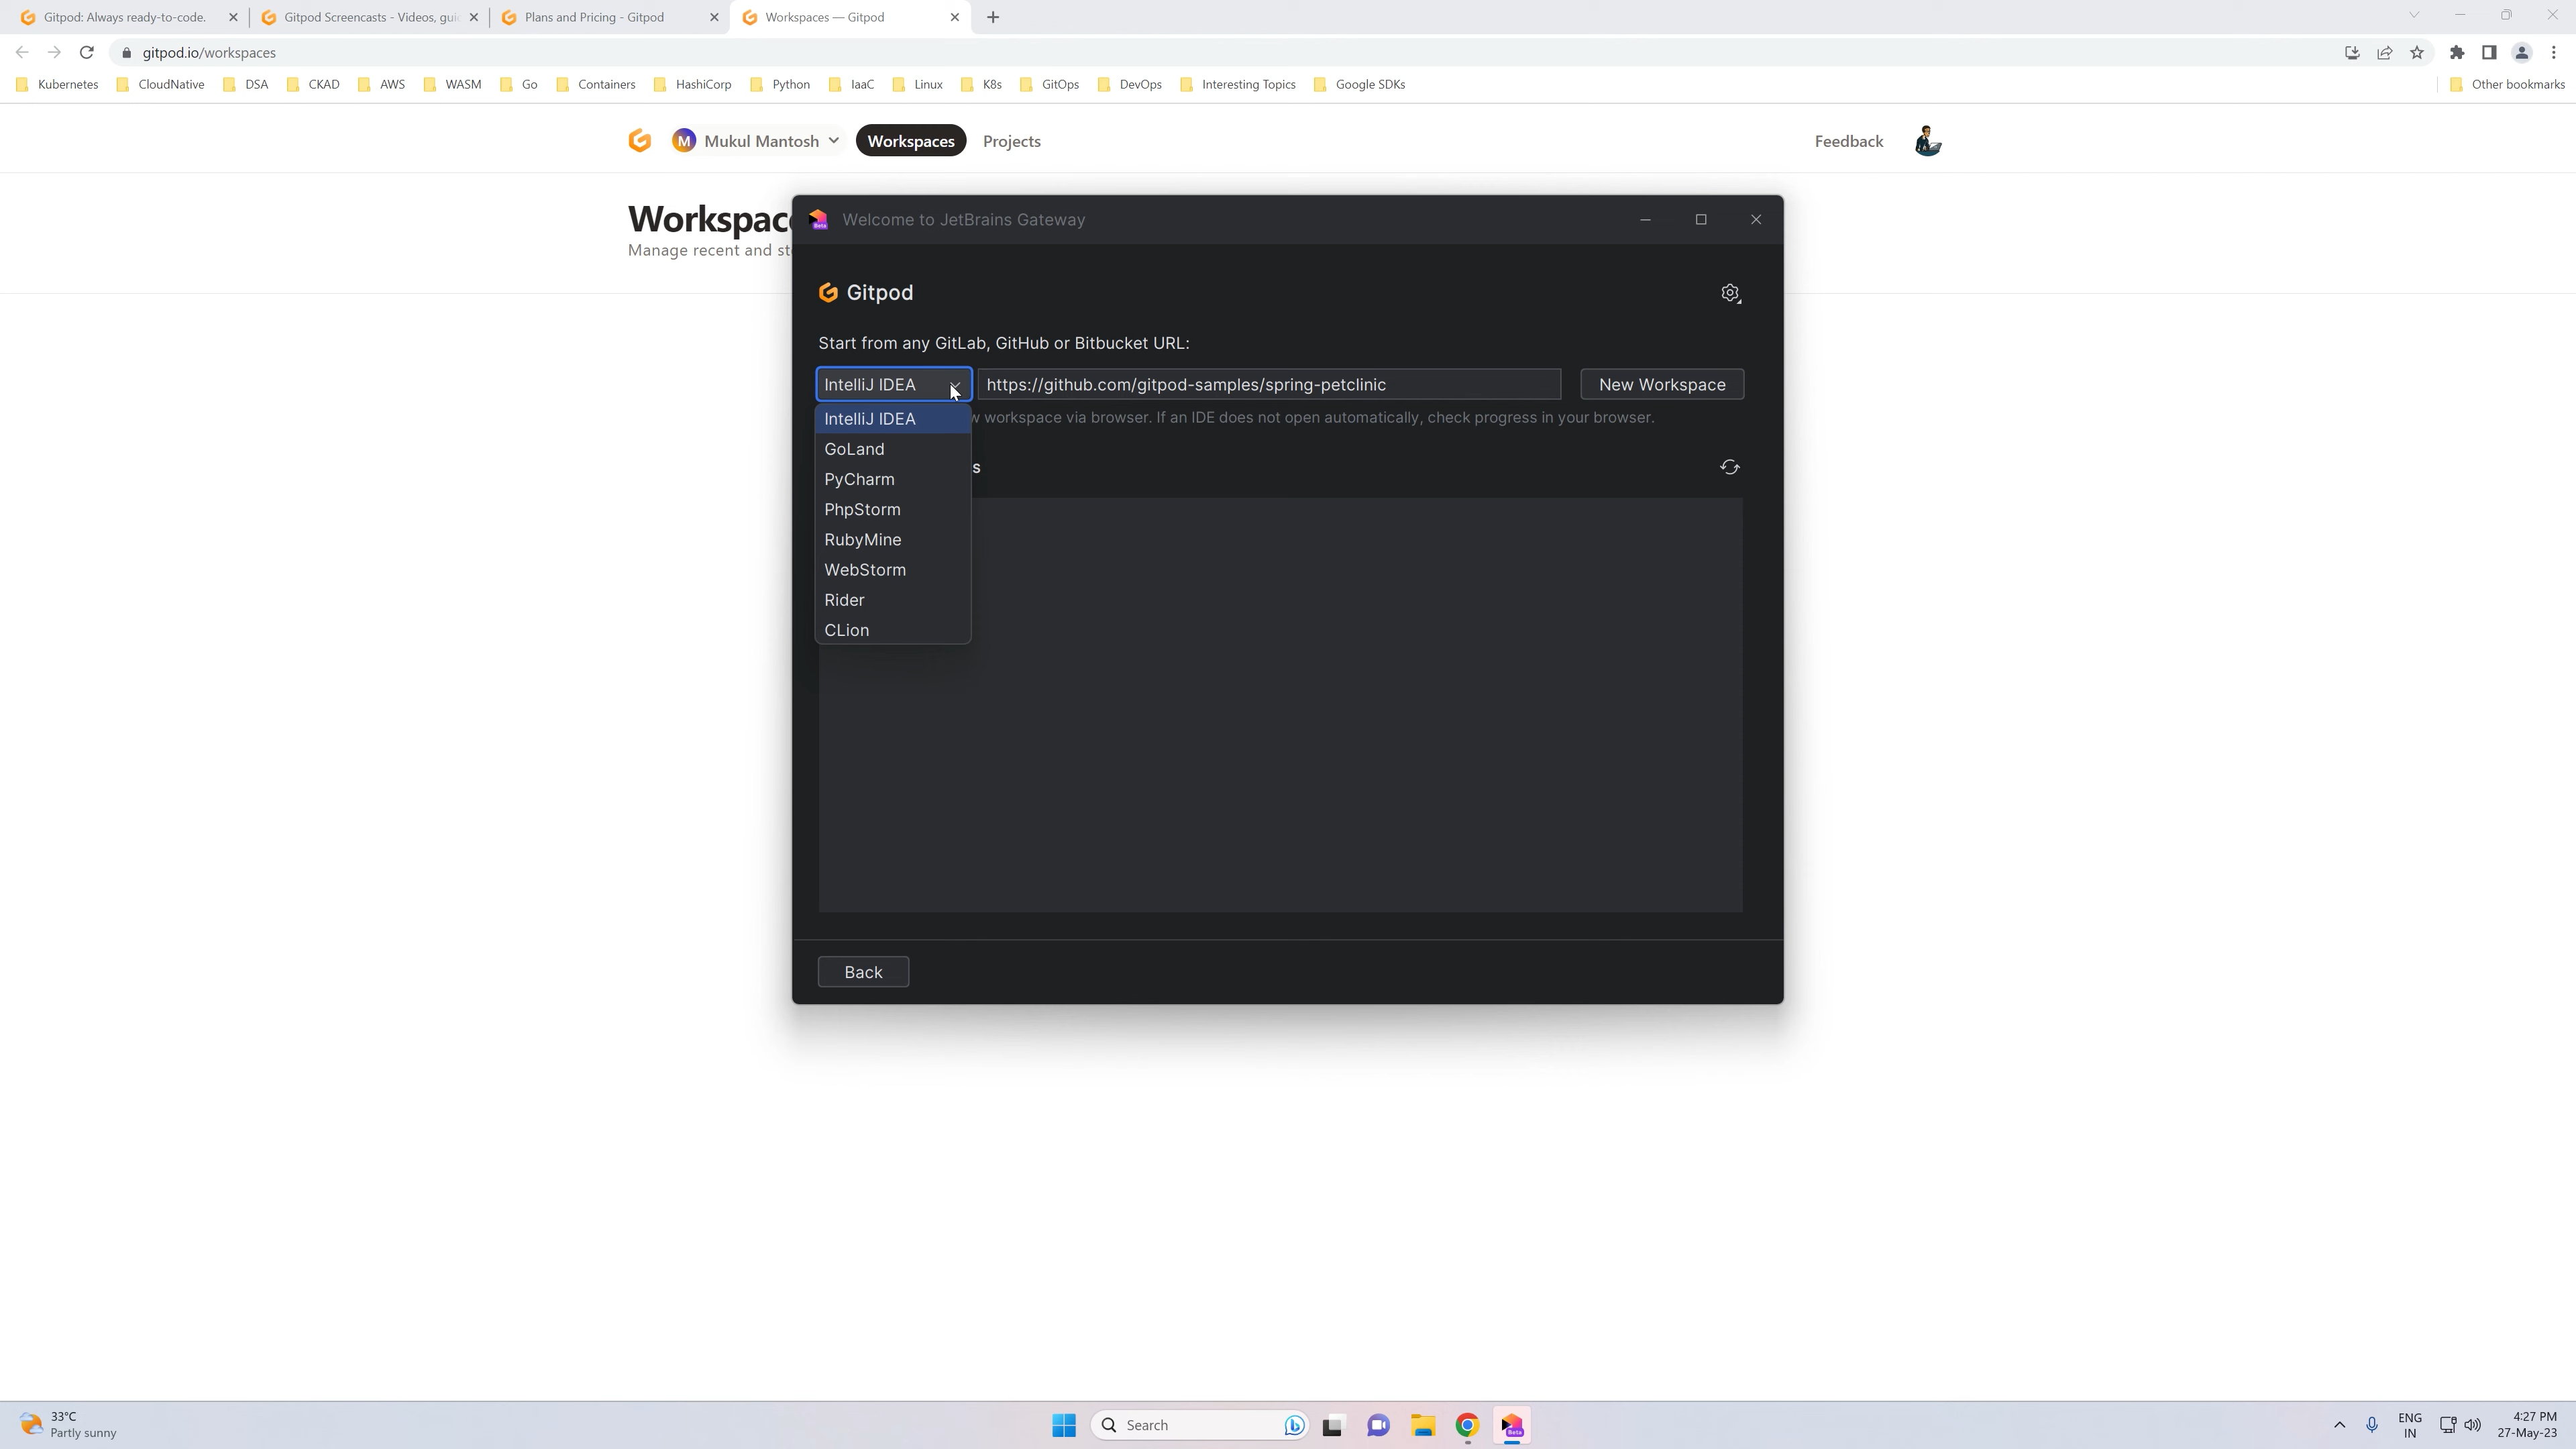 Gitpod: Always ready-to-code.
Gitpod Screencasts - Videos, gui
Plans and Pricing - Gitpod
Workspaces — Gitpod
gitpod.io/workspaces
Kubernetes
CloudNative
DSA
CKAD
AWS
WASM
Go
Containers
HashiCorp
Python
IaaC
Linux
K8s
GitOps
DevOps
Interesting Topics
Google SDKs
Other bookmarks
M
Mukul Mantosh
Workspaces
Projects
Feedback
Workspac
Manage recent and st
Beta
Welcome to JetBrains Gateway
Gitpod
Start from any GitLab, GitHub or Bitbucket URL:
IntelliJ IDEA
https://github.com/gitpod-samples/spring-petclinic
New Workspace
IntelliJ IDEA
w workspace via browser. If an IDE does not open automatically, check progress in your browser.
GoLand
s
PyCharm
PhpStorm
RubyMine
WebStorm
Rider
CLion
Back
33°C
Partly sunny
Search
Beta
ENG
IN
4:27 PM
27-May-23